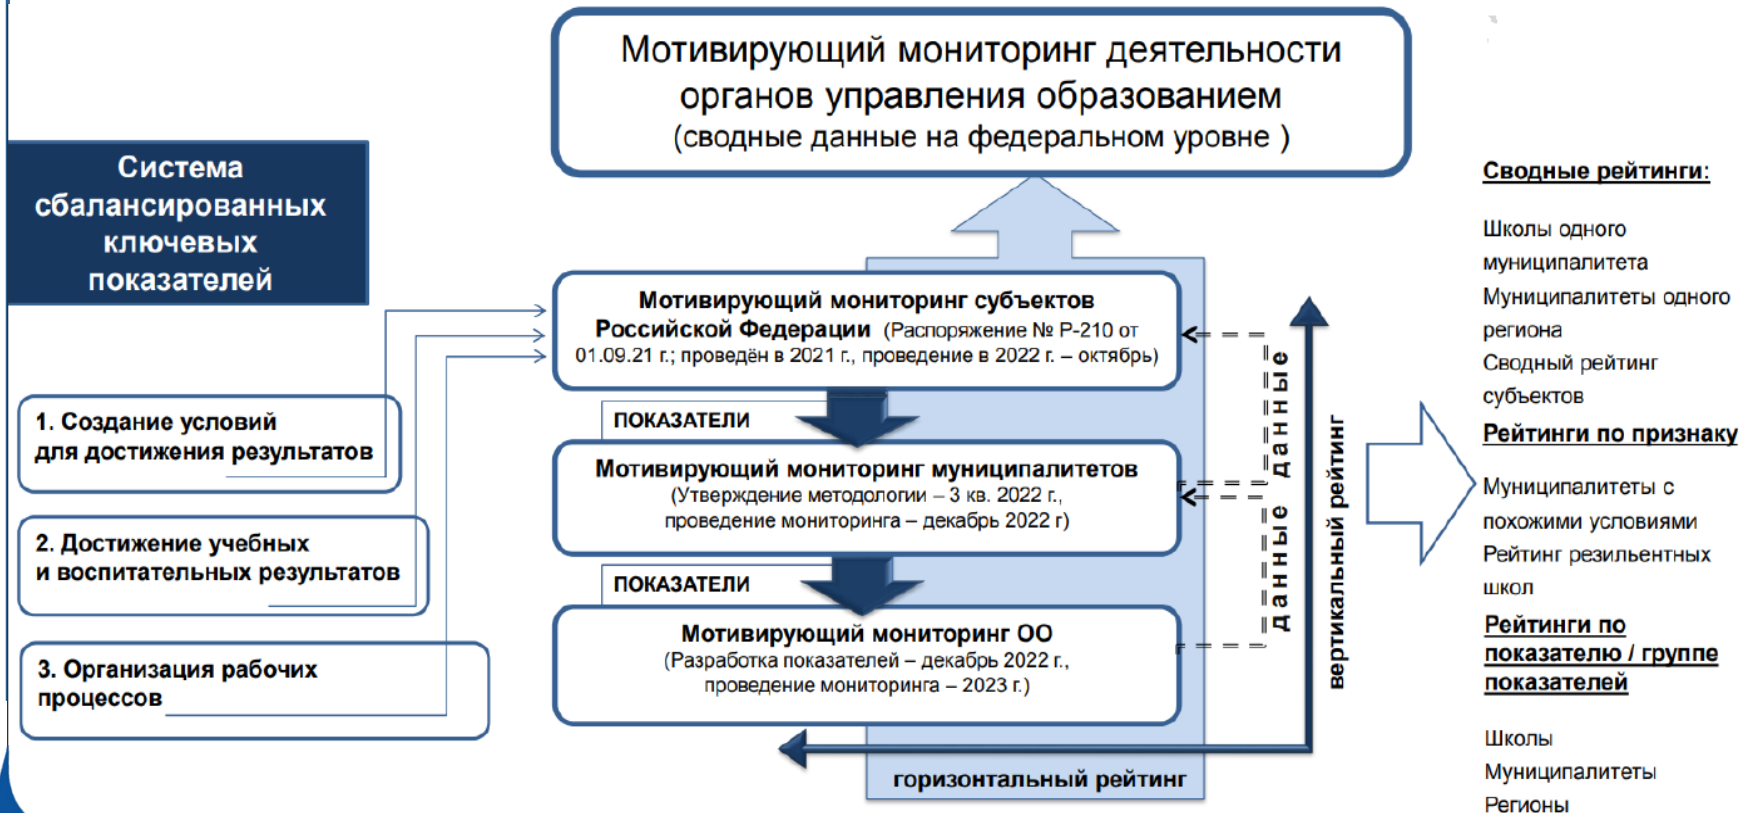 Мотивирующий мониторинг деятельности
органов управления образованием
(сводные данные на федеральном уровне )
Система
сбалансированных
ключевых
показателей
1. Создание условий
для достижения результатов
2. Достижение учебных
и воспитательных результатов
3. Организация рабочих
процессов
Мотивирующий мониторинг субъектов
Российской Федерации (Распоряжение № Р-210 от
01.09.21 г.; проведён в 2021 г., проведение в 2022 г. – октябрь)
ПОКАЗАТЕЛИ
Мотивирующий мониторинг муниципалитетов
(Утверждение методологии – 3 кв. 2022 г.,
проведение мониторинга – декабрь 2022 г)
ПОКАЗАТЕЛИ
Мотивирующий мониторинг ОО
(Разработка показателей – декабрь 2022 г.,
проведение мониторинга – 2023 г.)
данные
данные
вертикальный рейтинг
горизонтальный рейтинг
Сводные рейтинги:
Школы одного
муниципалитета
Муниципалитеты одного
региона
Сводный рейтинг
субъектов
Рейтинги по признаку
Муниципалитеты с
похожими условиями
Рейтинг резильентных
школ
Рейтинги по
показателю / группе
показателей
Школы
Муниципалитеты
Регионы